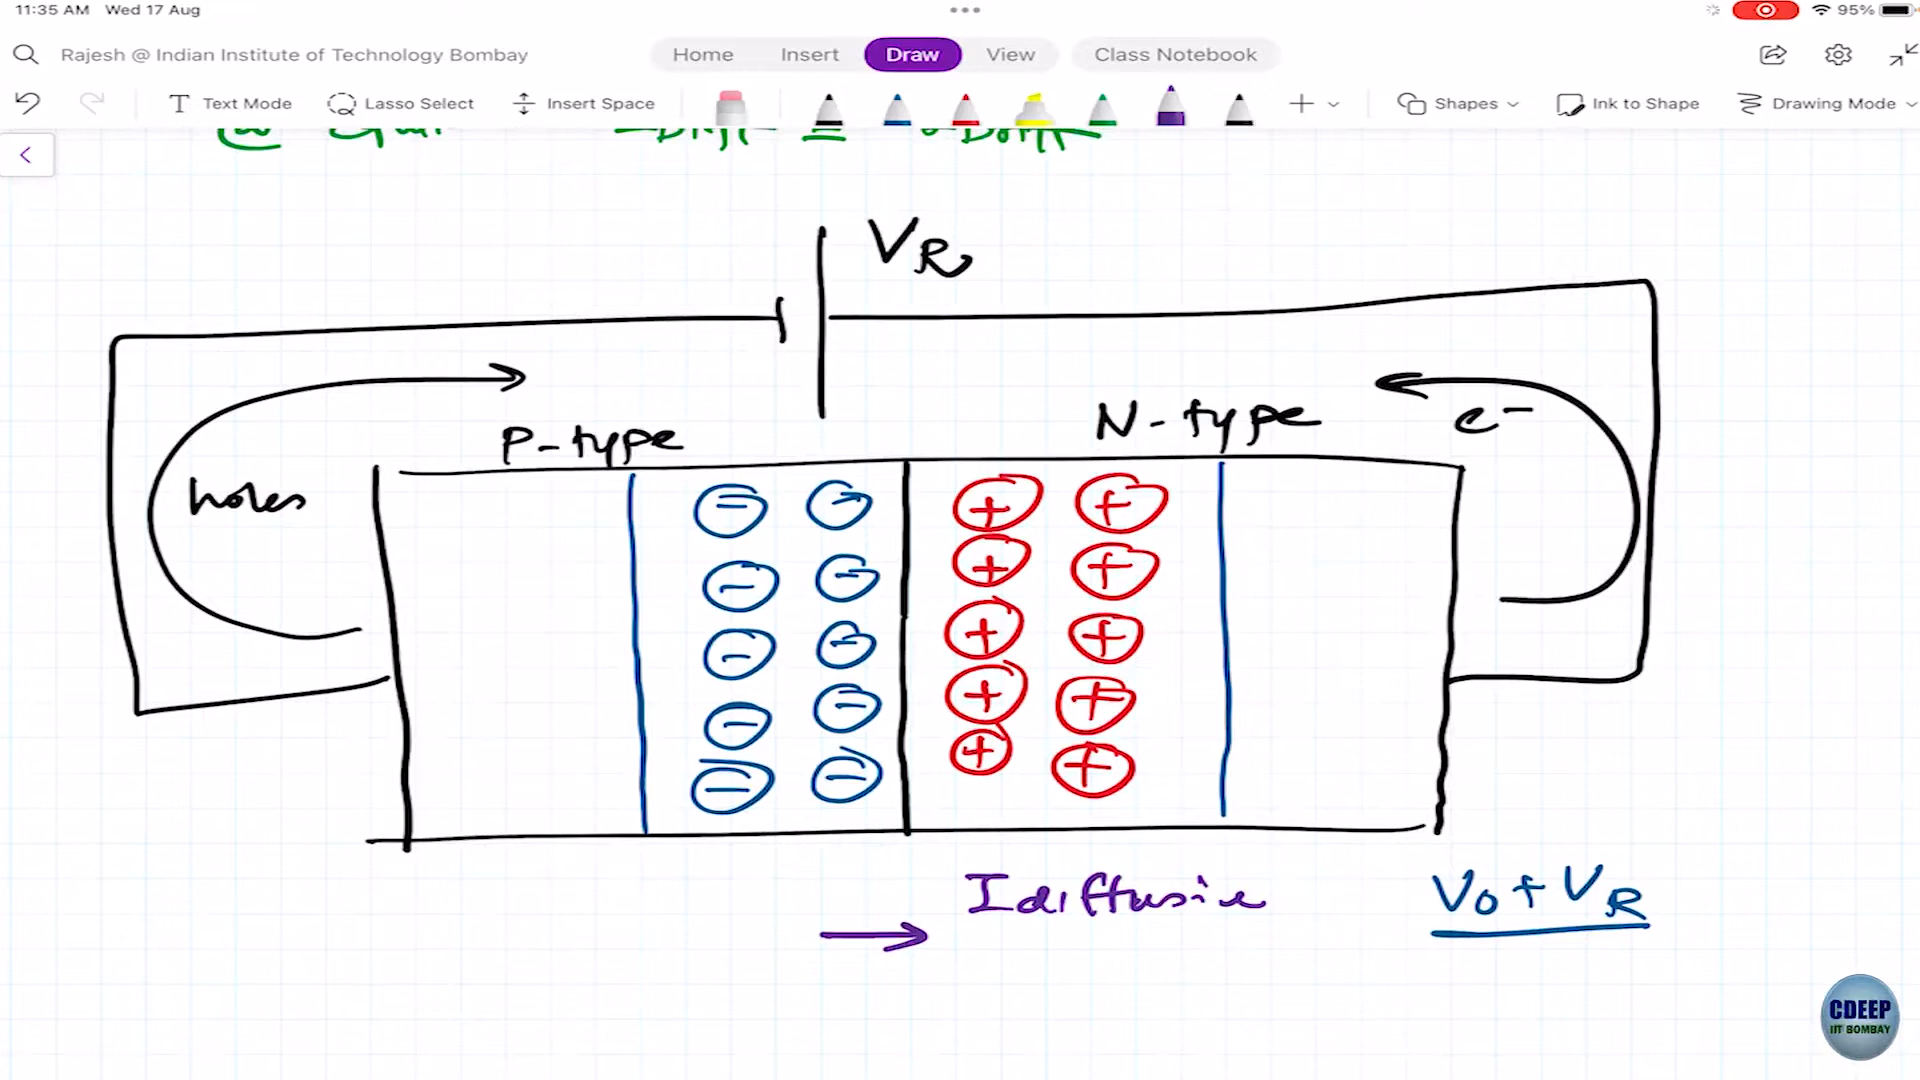 11:35 AM Wed 17 Aug
95%
Rajesh @ Indian Institute of Technology Bombay
Home Insert Draw View Class Notebook
Text Mode Lasso Select Insert Space Shapes Ink to Shape Drawing Mode
VR
P-type N-type e-
holes
Idiffusion
V0 + VR
CDEEP
IIT BOMBAY